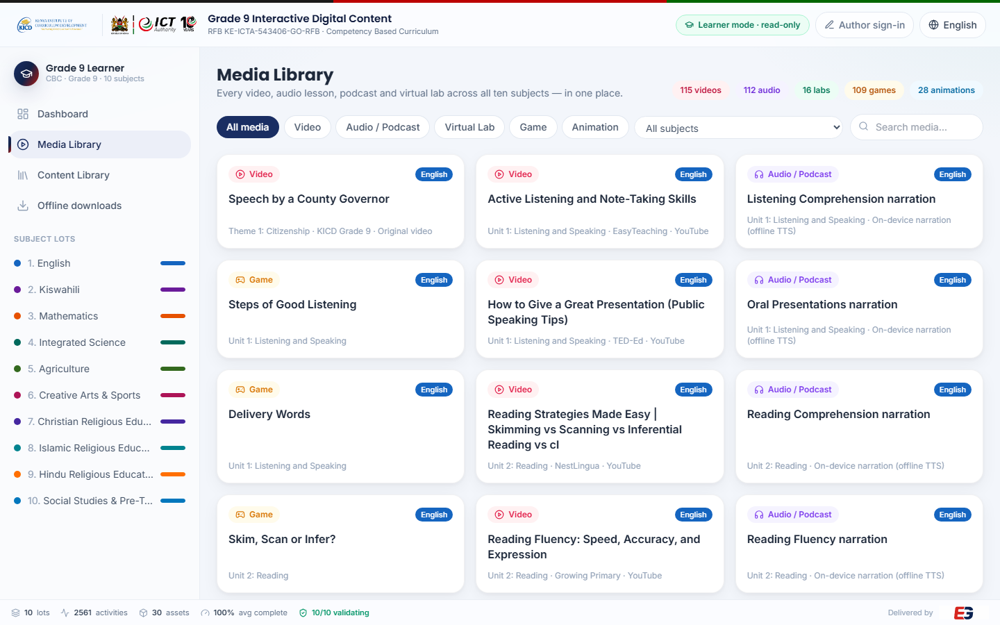 KICD
KENYA INSTITUTE OF
CURRICULUM DEVELOPMENT
ICT
Authority
10
YEARS
Grade 9 Interactive Digital Content
RFB KE-ICTA-543406-GO-RFB · Competency Based Curriculum
Learner mode · read-only
Author sign-in
English
Grade 9 Learner
CBC · Grade 9 · 10 subjects
Dashboard
Media Library
Content Library
Offline downloads
SUBJECT LOTS
1. English
2. Kiswahili
3. Mathematics
4. Integrated Science
5. Agriculture
6. Creative Arts & Sports
7. Christian Religious Edu...
8. Islamic Religious Educ...
9. Hindu Religious Educat...
10. Social Studies & Pre-T...
Media Library
Every video, audio lesson, podcast and virtual lab across all ten subjects — in one place.
115 videos
112 audio
16 labs
109 games
28 animations
All media
Video
Audio / Podcast
Virtual Lab
Game
Animation
All subjects
Search media...
Video
English
Speech by a County Governor
Theme 1: Citizenship · KICD Grade 9 · Original video
Video
English
Active Listening and Note-Taking Skills
Unit 1: Listening and Speaking · EasyTeaching · YouTube
Audio / Podcast
English
Listening Comprehension narration
Unit 1: Listening and Speaking · On-device narration
(offline TTS)
Game
English
Steps of Good Listening
Unit 1: Listening and Speaking
Video
English
How to Give a Great Presentation (Public
Speaking Tips)
Unit 1: Listening and Speaking · TED-Ed · YouTube
Audio / Podcast
English
Oral Presentations narration
Unit 1: Listening and Speaking · On-device narration
(offline TTS)
Game
English
Delivery Words
Unit 1: Listening and Speaking
Video
English
Reading Strategies Made Easy |
Skimming vs Scanning vs Inferential
Reading vs cl
Unit 2: Reading · NestLingua · YouTube
Audio / Podcast
English
Reading Comprehension narration
Unit 2: Reading · On-device narration (offline TTS)
Game
English
Skim, Scan or Infer?
Unit 2: Reading
Video
English
Reading Fluency: Speed, Accuracy, and
Expression
Unit 2: Reading · Growing Primary · YouTube
Audio / Podcast
English
Reading Fluency narration
Unit 2: Reading · On-device narration (offline TTS)
10 lots
2561 activities
30 assets
100% avg complete
10/10 validating
Delivered by
EG